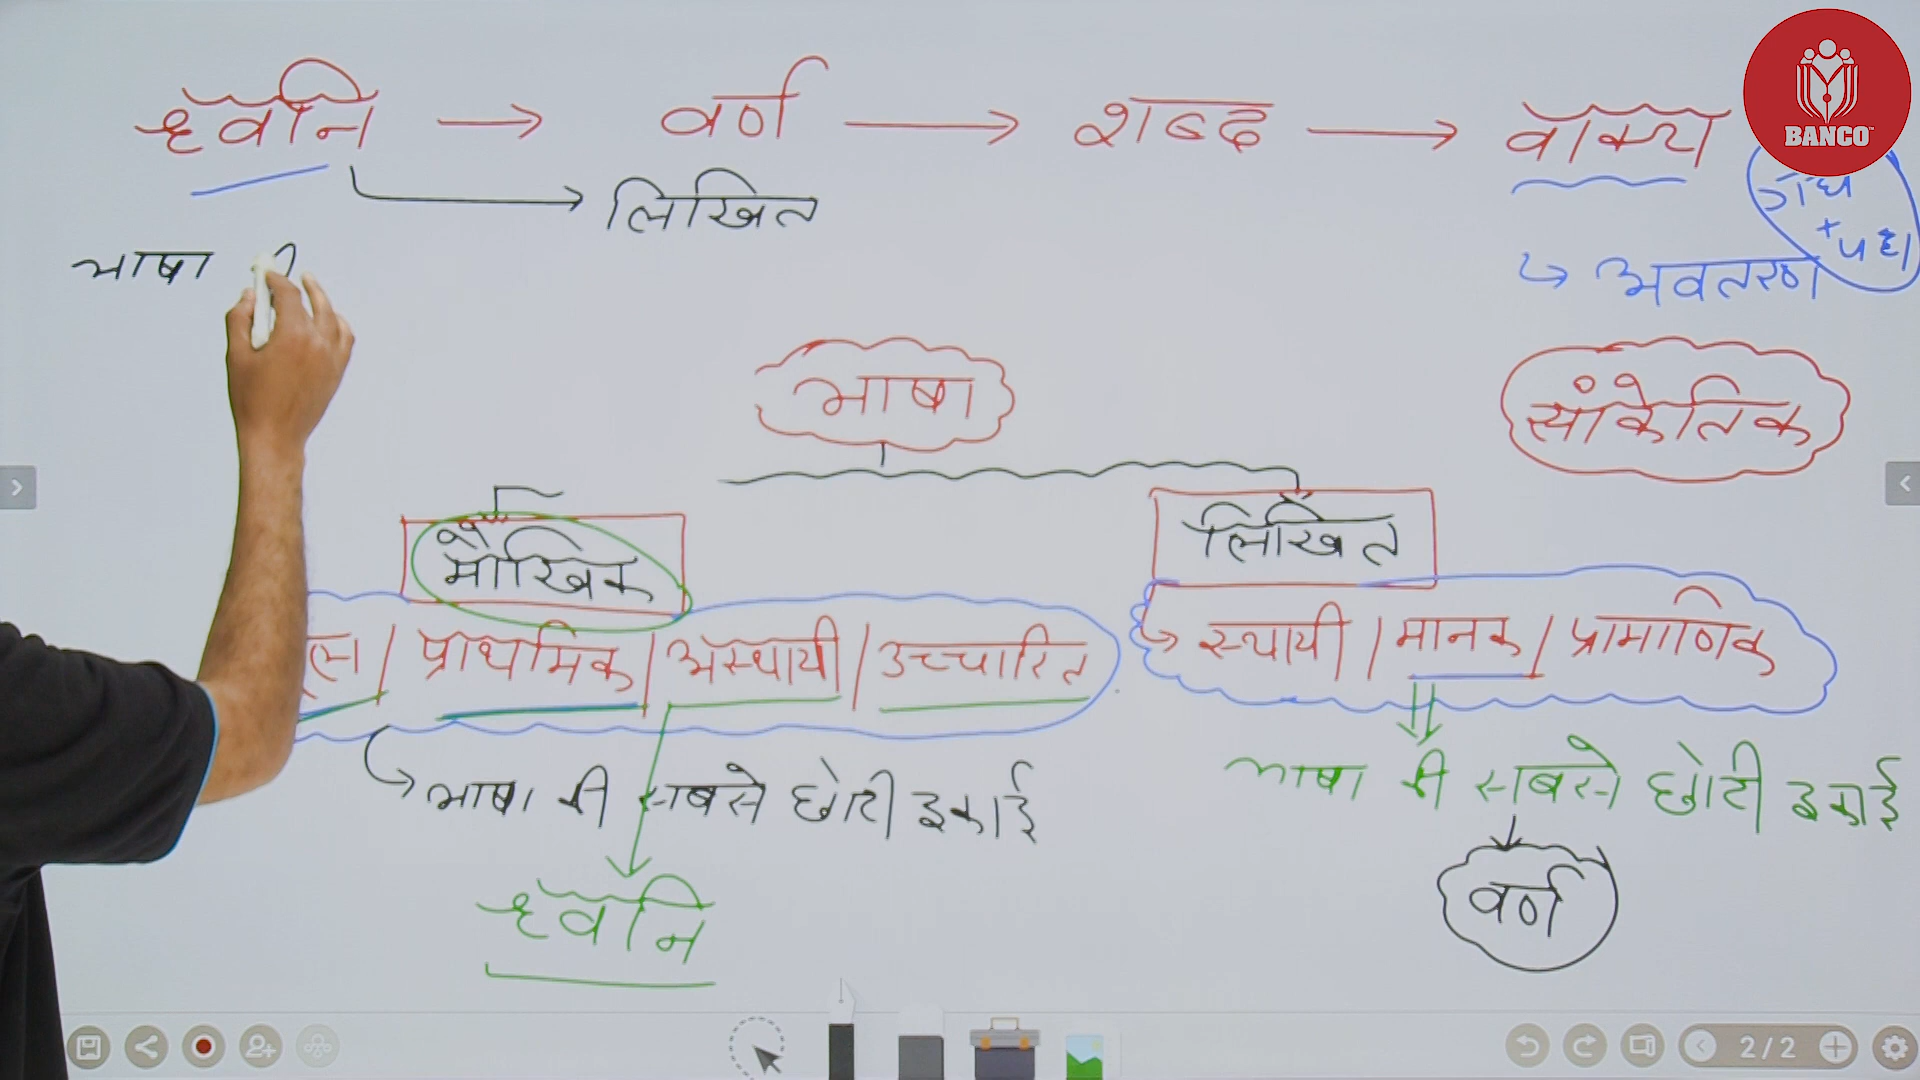 ध्वनि → वर्ण → शब्द → वाक्य
BANCO
गद्य
+ पद्य
→ लिखित
भाषा
↪ अवतरण
भाषा
सांकेतिक
मौखिक
लिखित
प्राथमिक / अस्थायी / उच्चारित
→ स्थायी / मानक / प्रामाणिक
→ भाषा की सबसे छोटी इकाई
भाषा की सबसे छोटी इकाई
ध्वनि
वर्ण
2/2